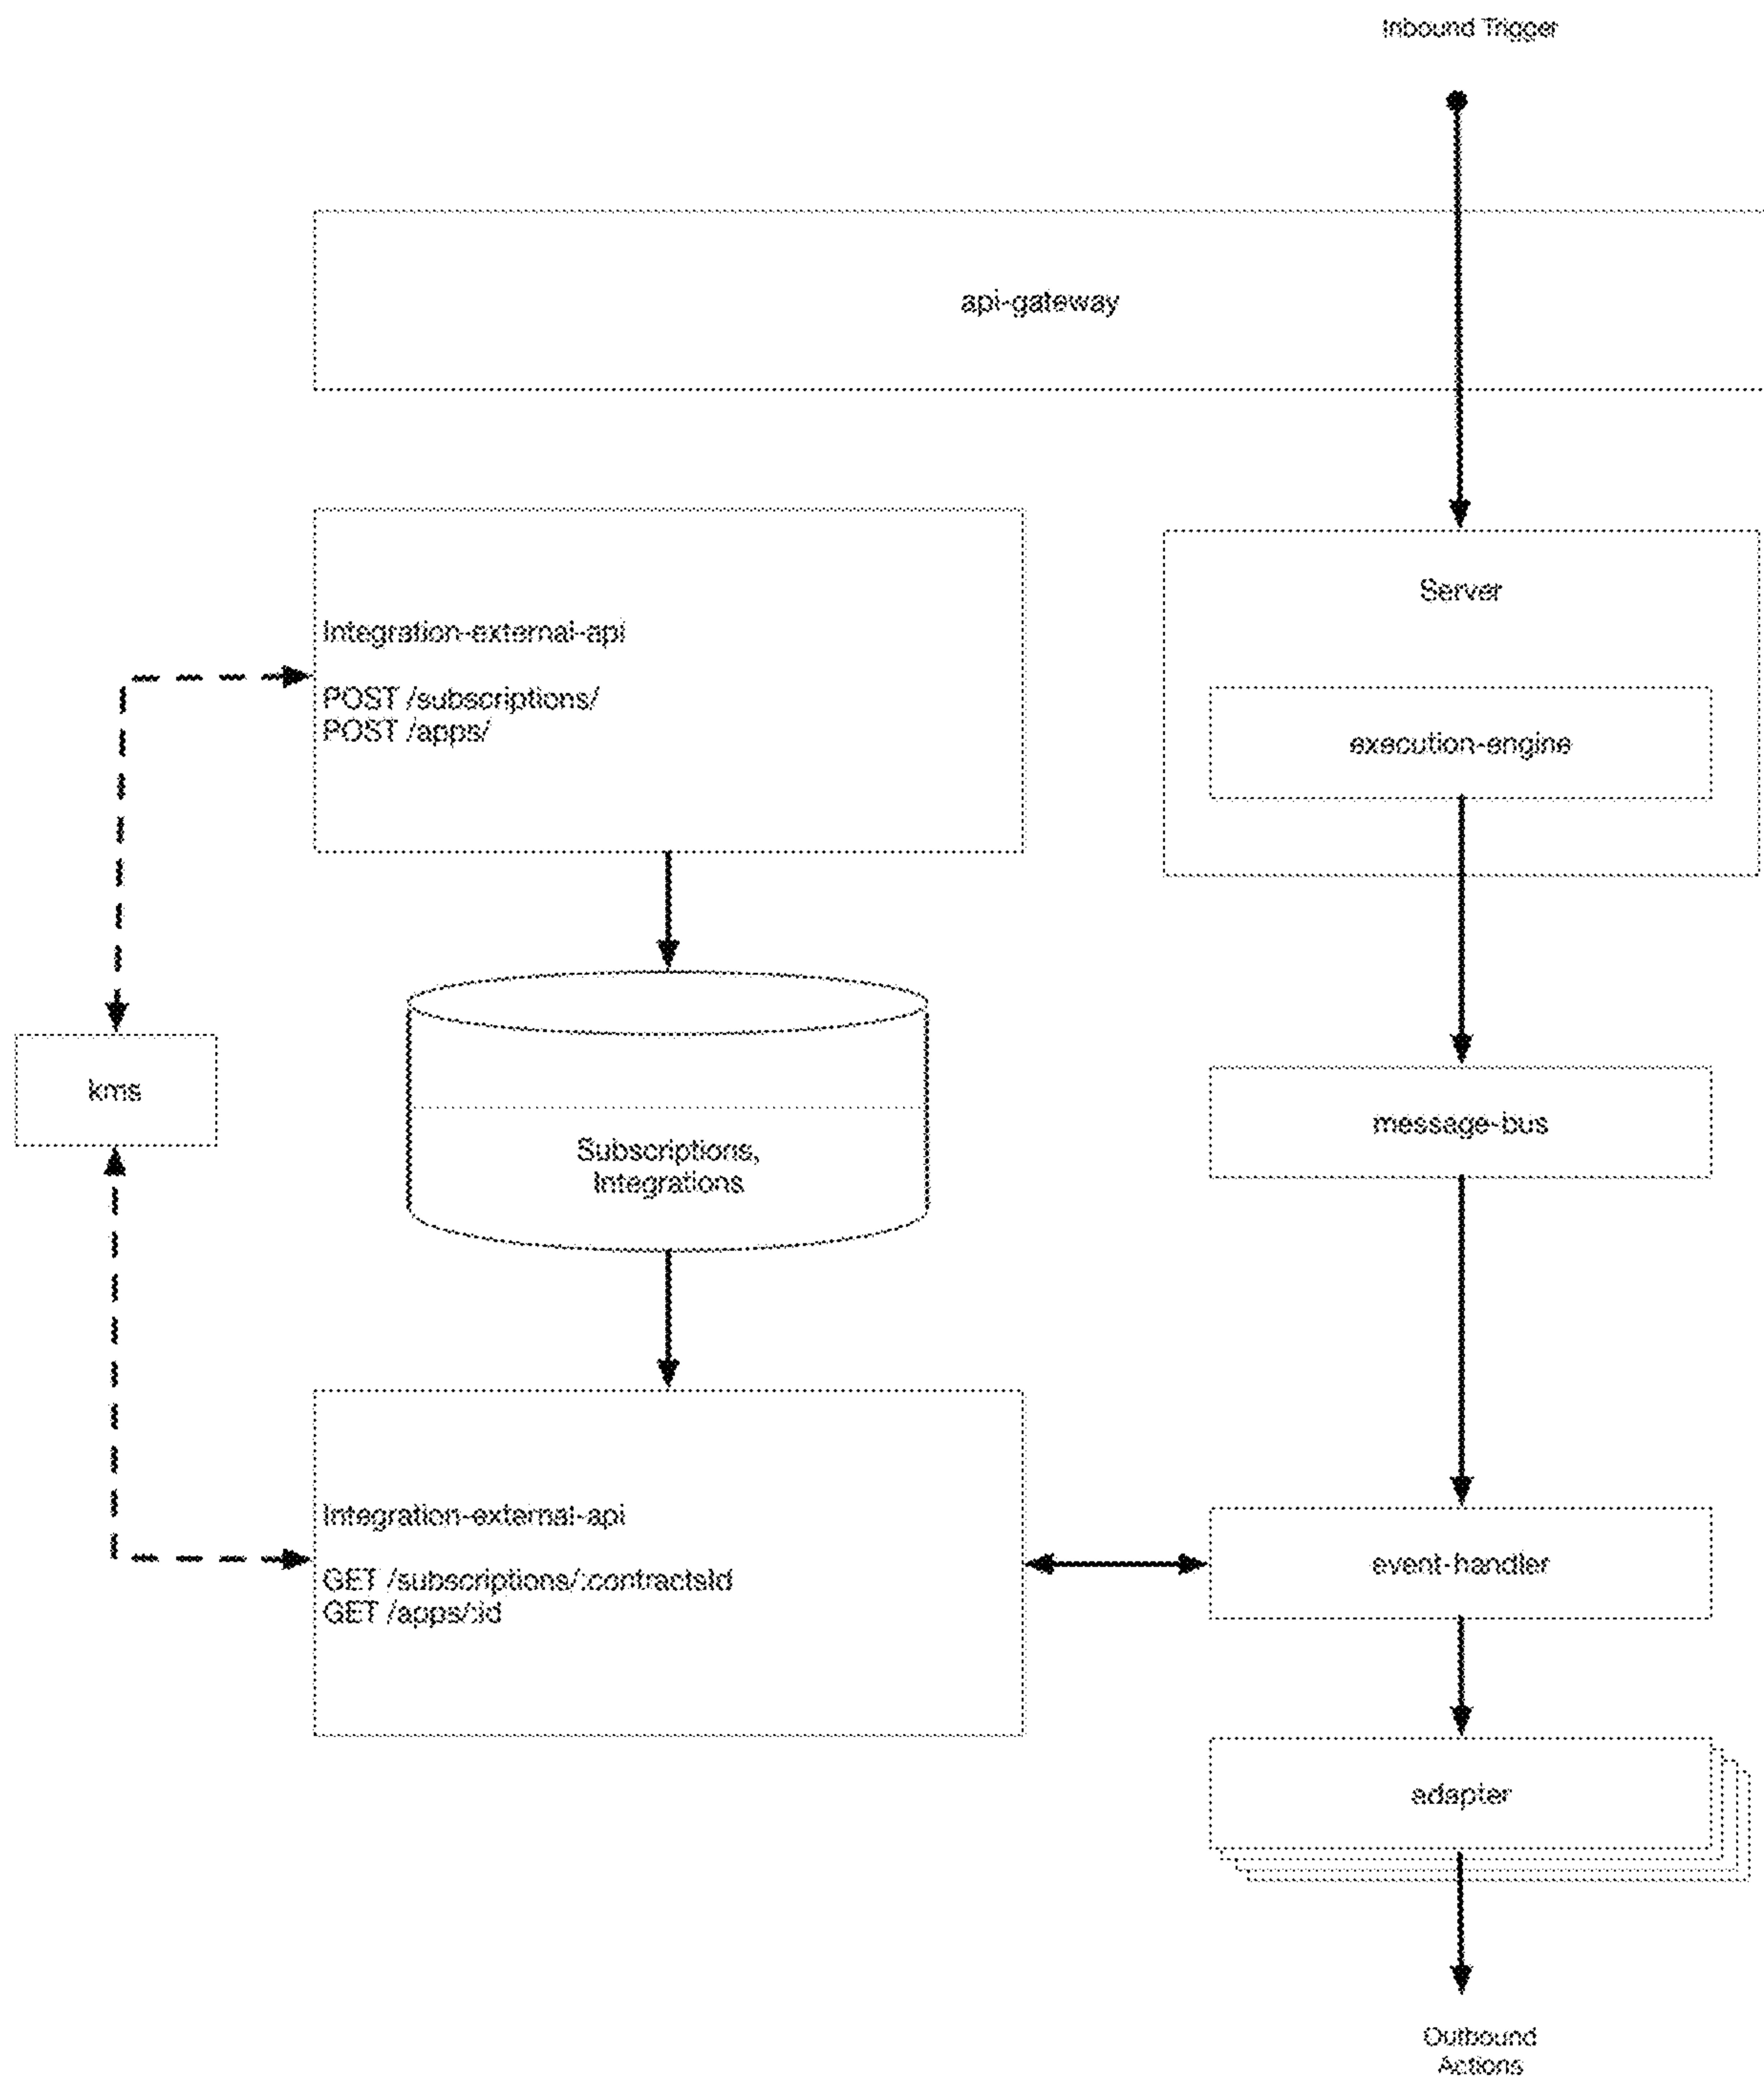 Inbound Trigger
api-gateway
Integration-external-api
POST /subscriptions/
POST /apps/
Server
execution-engine
kms
Subscriptions,
Integrations
message-bus
Integration-external-api
GET /subscriptions/:contractsId
GET /apps/:id
event-handler
adapter
Outbound
Actions